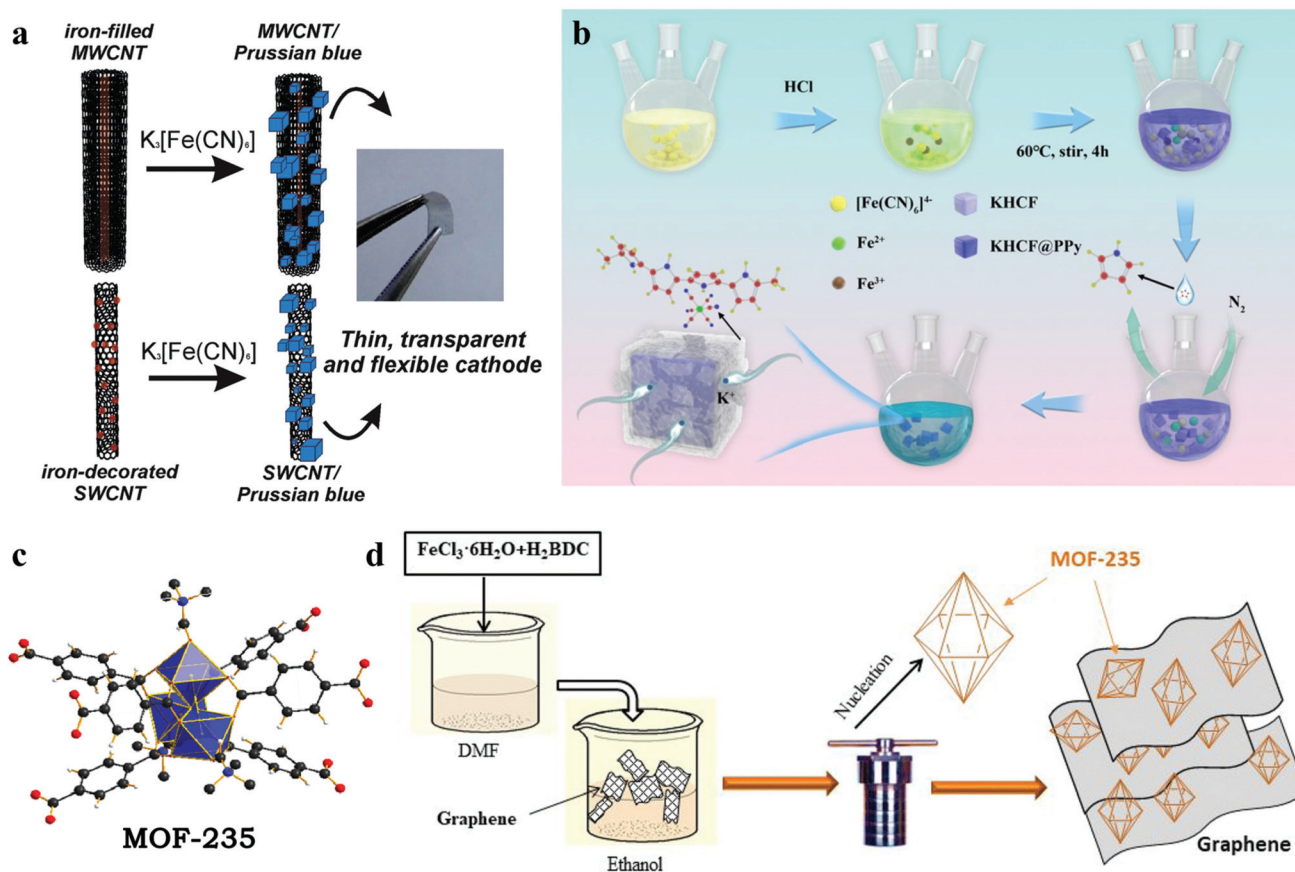 a
iron-filled
MWCNT
MWCNT/
Prussian blue
K₃[Fe(CN)₆]
K₃[Fe(CN)₆]
Thin, transparent
and flexible cathode
iron-decorated
SWCNT
SWCNT/
Prussian blue
b
HCl
60°C, stir, 4h
[Fe(CN)₆]⁴⁻
Fe²⁺
Fe³⁺
KHCF
KHCF@PPy
N₂
K⁺
c
MOF-235
d
FeCl₃·6H₂O+H₂BDC
DMF
Graphene
Ethanol
Nucleation
MOF-235
Graphene